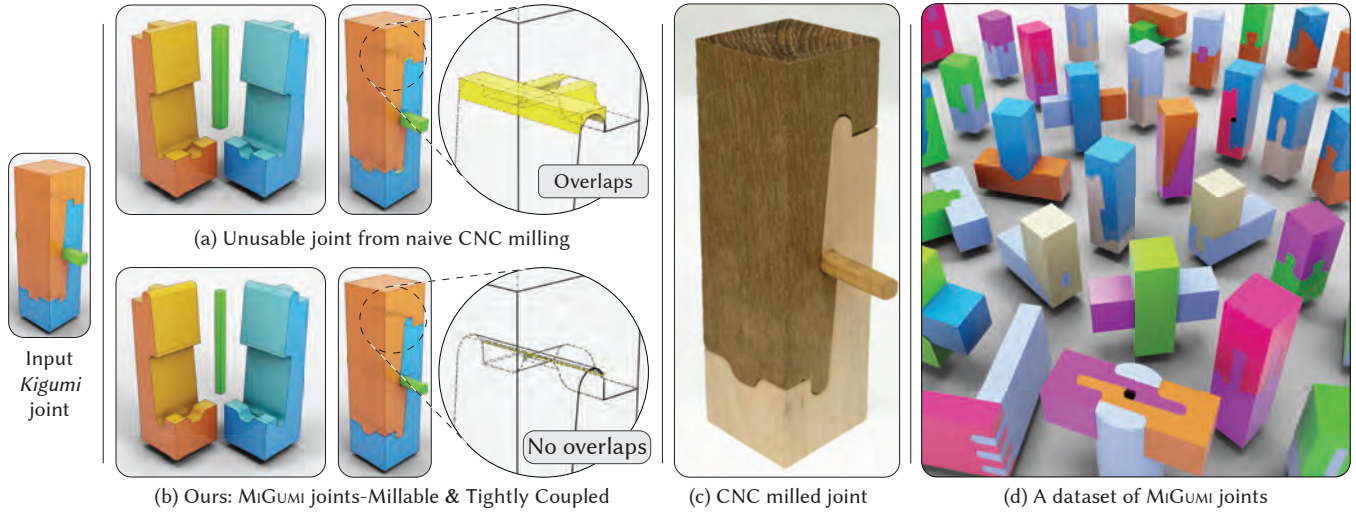 Input
Kigumi
joint
Overlaps
(a) Unusable joint from naive CNC milling
No overlaps
(b) Ours: MIGUMI joints-Millable & Tightly Coupled
(c) CNC milled joint
(d) A dataset of MIGUMI joints